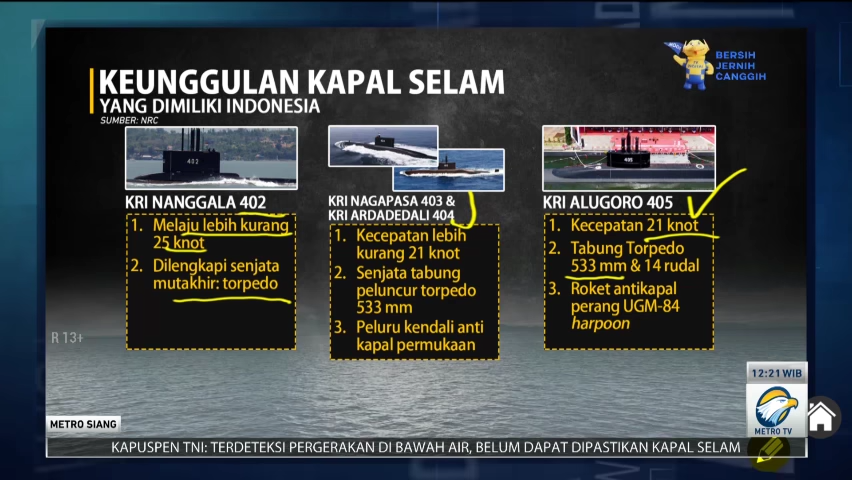 BERSIH
JERNIH
CANGGIH
KEUNGGULAN KAPAL SELAM
YANG DIMILIKI INDONESIA
SUMBER: NRC
402
405
KRI NANGGALA 402
1. Melaju lebih kurang
25 knot
2. Dilengkapi senjata
mutakhir: torpedo
KRI NAGAPASA 403 &
KRI ARDADEDALI 404
1. Kecepatan lebih
kurang 21 knot
2. Senjata tabung
peluncur torpedo
533 mm
3. Peluru kendali anti
kapal permukaan
KRI ALUGORO 405
1. Kecepatan 21 knot
2. Tabung Torpedo
533 mm & 14 rudal
3. Roket antikapal
perang UGM-84
harpoon
R 13+
12:21 WIB
METRO TV
METRO SIANG
KAPUSPEN TNI: TERDETEKSI PERGERAKAN DI BAWAH AIR, BELUM DAPAT DIPASTIKAN KAPAL SELAM